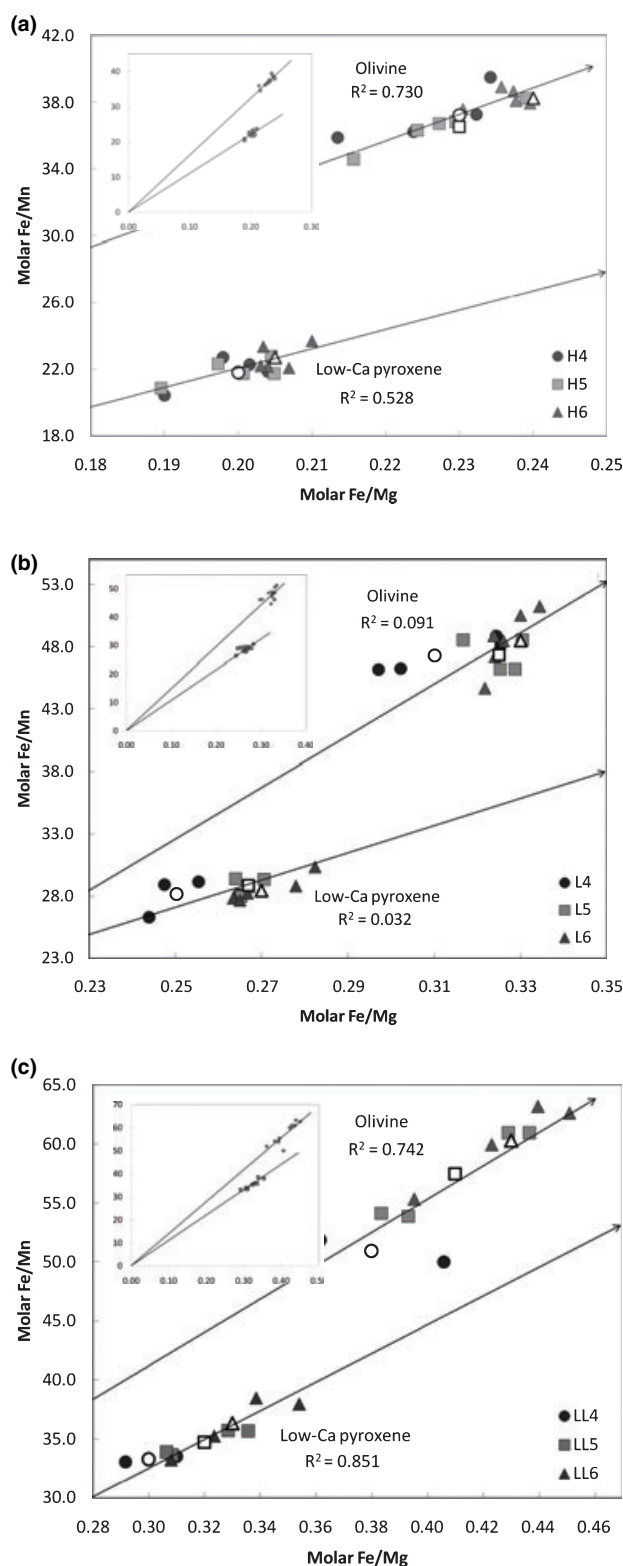 (a)
42.0
38.0
34.0
30.0
26.0
22.0
18.0
Molar Fe/Mn
40
30
20
10
0
0.00 0.10 0.20 0.30
Olivine
R² = 0.730
Low-Ca pyroxene
R² = 0.528
H4
H5
H6
0.18 0.19 0.20 0.21 0.22 0.23 0.24 0.25
Molar Fe/Mg
(b)
53.0
48.0
43.0
38.0
33.0
28.0
23.0
Molar Fe/Mn
50
40
30
20
10
0
0.00 0.10 0.20 0.30 0.40
Olivine
R² = 0.091
Low-Ca pyroxene
R² = 0.032
L4
L5
L6
0.23 0.25 0.27 0.29 0.31 0.33 0.35
Molar Fe/Mg
(c)
65.0
60.0
55.0
50.0
45.0
40.0
35.0
30.0
Molar Fe/Mn
70
60
50
40
30
20
10
0
0.00 0.10 0.20 0.30 0.40
Olivine
R² = 0.742
Low-Ca pyroxene
R² = 0.851
LL4
LL5
LL6
0.28 0.30 0.32 0.34 0.36 0.38 0.40 0.42 0.44 0.46
Molar Fe/Mg